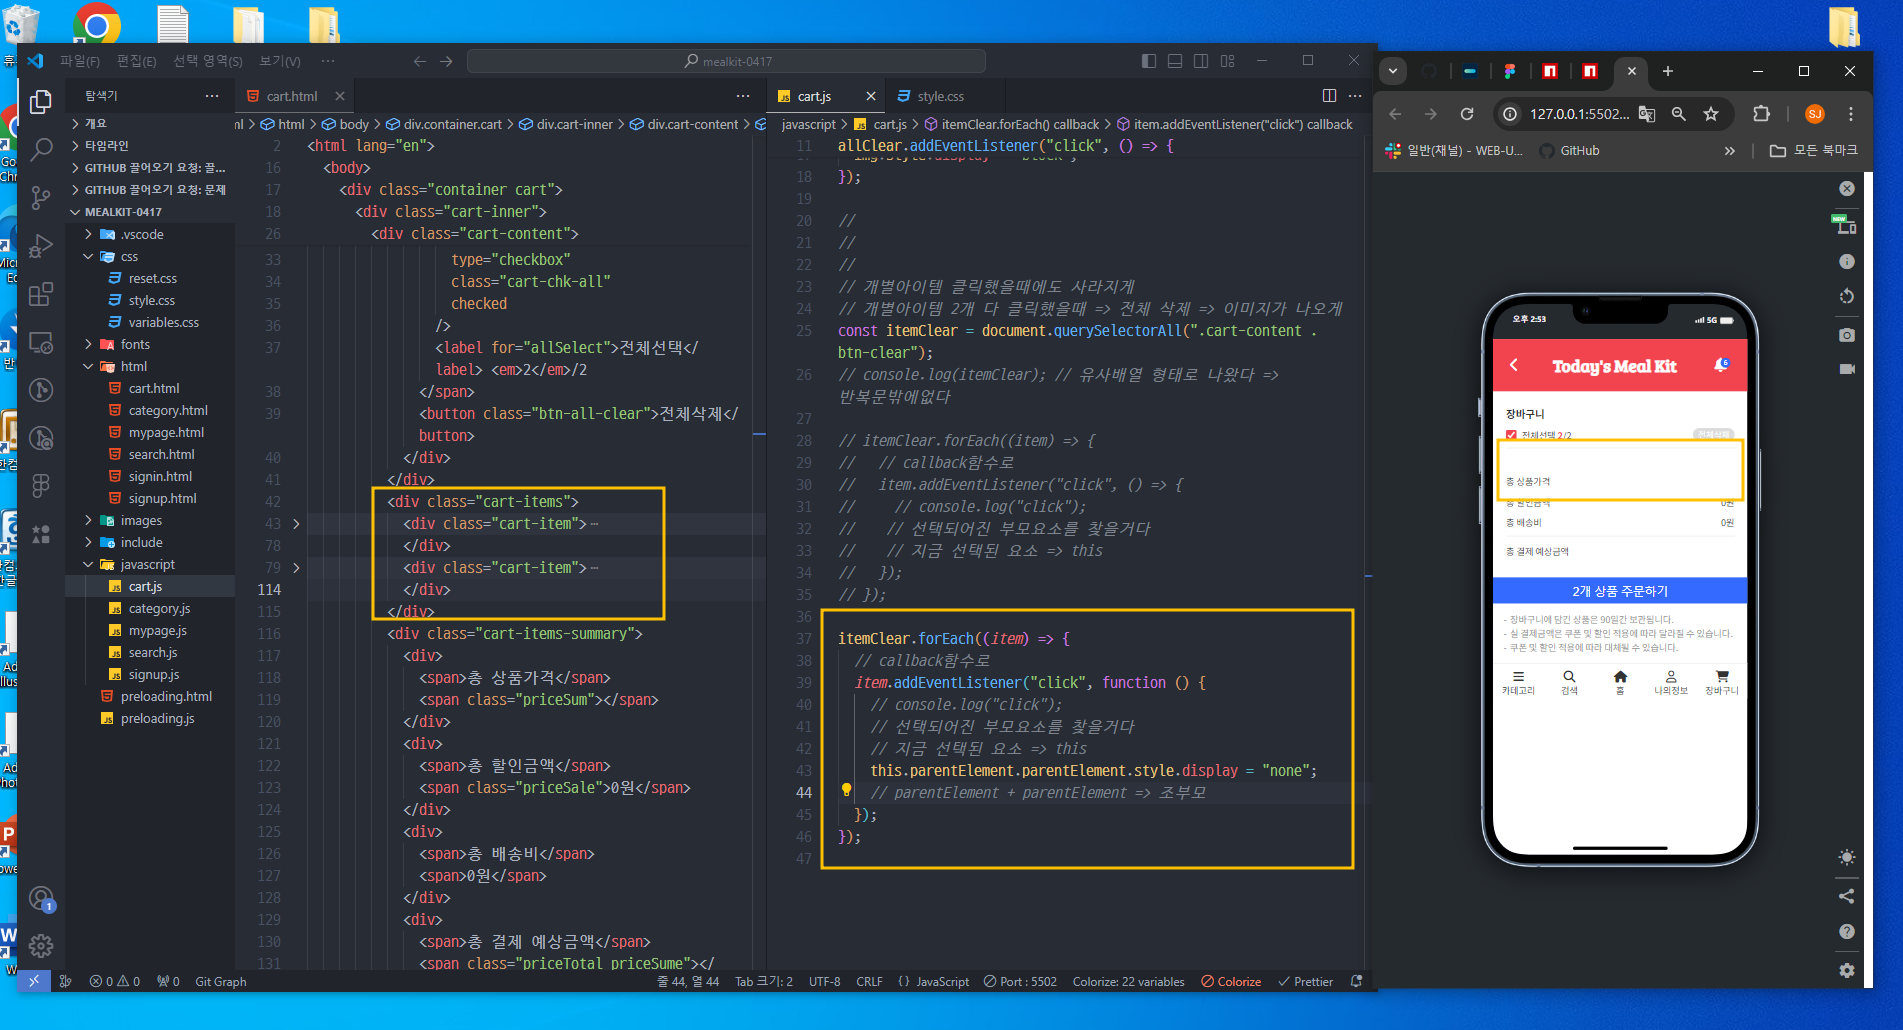 파일(F) 편집(E) 선택 영역(S) 보기(V) ···
mealkit-0417
탐색기
개요
타임라인
GITHUB 끌어오기 요청: 끌...
GITHUB 끌어오기 요청: 문제
MEALKIT-0417
.vscode
css
reset.css
style.css
variables.css
fonts
html
cart.html
category.html
mypage.html
search.html
signin.html
signup.html
images
include
javascript
cart.js
category.js
mypage.js
search.js
signup.js
preloading.html
preloading.js
cart.html
html > body > div.container.cart > div.cart-inner > div.cart-content >
2 <html lang="en">
16 <body>
17 <div class="container cart">
18 <div class="cart-inner">
26 <div class="cart-content">
33 type="checkbox"
34 class="cart-chk-all"
35 checked
36 />
37 <label for="allSelect">전체선택</
label> <em>2</em>/2
38 </span>
39 <button class="btn-all-clear">전체삭제</
button>
40 </div>
41 </div>
42 <div class="cart-items">
43 <div class="cart-item">···
78 </div>
79 <div class="cart-item">···
114 </div>
115 </div>
116 <div class="cart-items-summary">
117 <div>
118 <span>총 상품가격</span>
119 <span class="priceSum"></span>
120 </div>
121 <div>
122 <span>총 할인금액</span>
123 <span class="priceSale">0원</span>
124 </div>
125 <div>
126 <span>총 배송비</span>
127 <span>0원</span>
128 </div>
129 <div>
130 <span>총 결제 예상금액</span>
131 <span class="priceTotal priceSume"></
cart.js style.css
javascript > cart.js > itemClear.forEach() callback > item.addEventListener("click") callback
11 allClear.addEventListener("click", () => {
18 });
19
20 //
21 //
22 //
23 // 개별아이템 클릭했을때에도 사라지게
24 // 개별아이템 2개 다 클릭했을때 => 전체 삭제 => 이미지가 나오게
25 const itemClear = document.querySelectorAll(".cart-content .
btn-clear");
26 // console.log(itemClear); // 유사배열 형태로 나왔다 =>
반복문밖에없다
27
28 // itemClear.forEach((item) => {
29 //   // callback함수로
30 //   item.addEventListener("click", () => {
31 //     // console.log("click");
32 //    // 선택되어진 부모요소를 찾을거다
33 //    // 지금 선택된 요소 => this
34 //   });
35 // });
36
37 itemClear.forEach((item) => {
38 // callback함수로
39 item.addEventListener("click", function () {
40 // console.log("click");
41 // 선택되어진 부모요소를 찾을거다
42 // 지금 선택된 요소 => this
43 this.parentElement.parentElement.style.display = "none";
44 // parentElement + parentElement => 조부모
45 });
46 });
47
0 0 0 Git Graph
줄 44, 열 44 Tab 크기: 2 UTF-8 CRLF {} JavaScript Port : 5502 Colorize: 22 variables Colorize Prettier
127.0.0.1:5502... SJ
일반(채널) - WEB-U... GitHub 모든 북마크
NEW
오후 2:53 5G
Today's Meal Kit 6
장바구니
전체선택 2/2 전체삭제
총 상품가격
총 할인금액 0원
총 배송비 0원
총 결제 예상금액
2개 상품 주문하기
- 장바구니에 담긴 상품은 90일간 보관됩니다.
- 실 결제금액은 쿠폰 및 할인 적용에 따라 달라질 수 있습니다.
- 쿠폰 및 할인 적용에 따라 대체될 수 있습니다.
카테고리 검색 홈 나의정보 장바구니